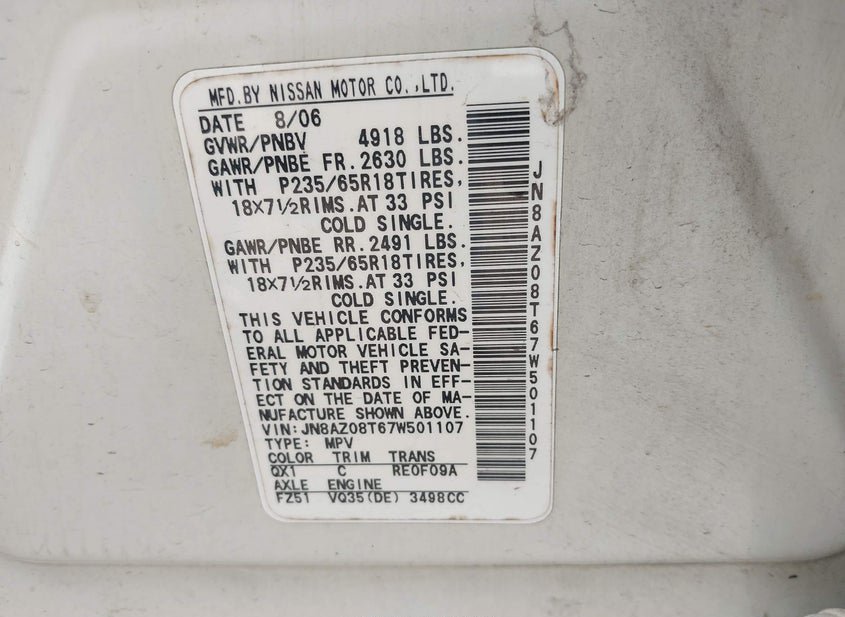 MFD.BY NISSAN MOTOR CO.,LTD.
DATE 8/06
GVWR/PNBV 4918 LBS.
GAWR/PNBE FR.2630 LBS.
WITH P235/65R18TIRES,
18×7½RIMS.AT 33 PSI
COLD SINGLE.
GAWR/PNBE RR.2491 LBS.
WITH P235/65R18TIRES,
18×7½RIMS.AT 33 PSI
COLD SINGLE.
THIS VEHICLE CONFORMS
TO ALL APPLICABLE FED-
ERAL MOTOR VEHICLE SA-
FETY AND THEFT PREVEN-
TION STANDARDS IN EFF-
ECT ON THE DATE OF MA-
NUFACTURE SHOWN ABOVE.
VIN:JN8AZ08T67W501107
TYPE: MPV
COLOR TRIM TRANS
QX1 C RE0F09A
AXLE ENGINE
FZ51 VQ35(DE) 3498CC
JN8AZ08T67W501107